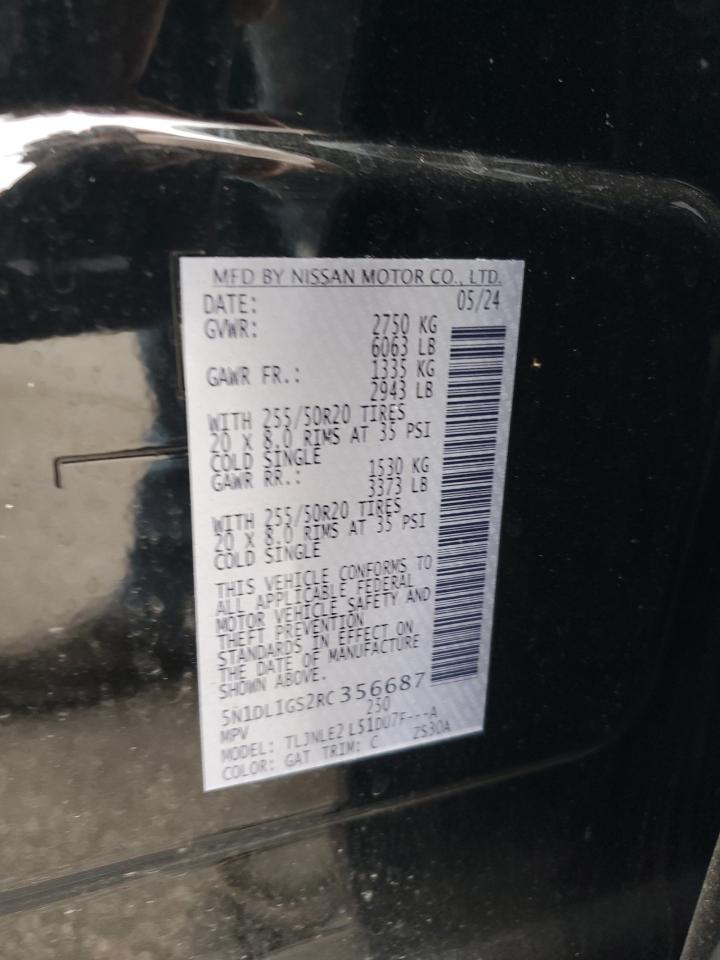 MFD BY NISSAN MOTOR CO., LTD.
DATE: 05/24
GVWR: 2750 KG
6063 LB
GAWR FR.: 1335 KG
2943 LB
WITH 255/50R20 TIRES
20 X 8.0 RIMS AT 35 PSI
COLD SINGLE
GAWR RR.: 1530 KG
3373 LB
WITH 255/50R20 TIRES
20 X 8.0 RIMS AT 35 PSI
COLD SINGLE
THIS VEHICLE CONFORMS TO
ALL APPLICABLE FEDERAL
MOTOR VEHICLE SAFETY AND
THEFT PREVENTION
STANDARDS IN EFFECT ON
THE DATE OF MANUFACTURE
SHOWN ABOVE.
5N1DL1GS2RC356687
MPV 250
MODEL: TLJNLE2 L51DU7F---A
COLOR: GAT TRIM: C ZS30A